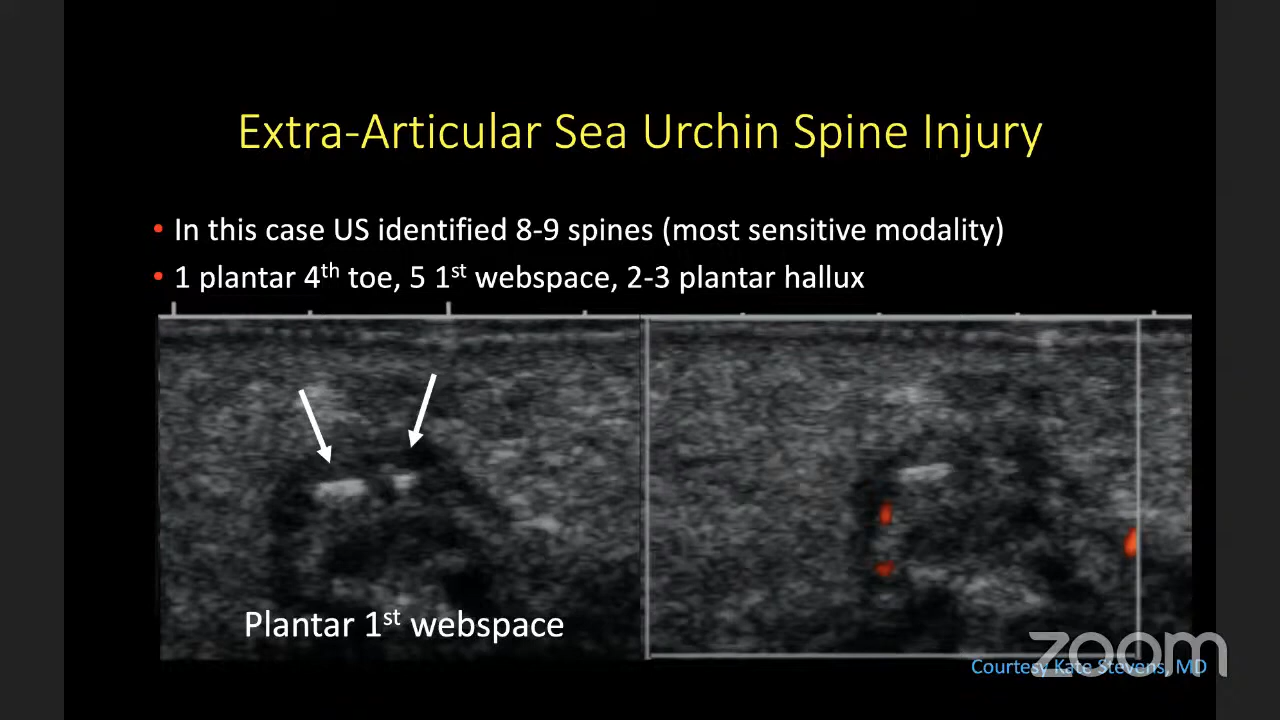 Extra-Articular Sea Urchin Spine Injury
• In this case US identified 8-9 spines (most sensitive modality)
• 1 plantar 4th toe, 5 1st webspace, 2-3 plantar hallux
Plantar 1st webspace
zoom
Courtesy Kate Stevens, MD